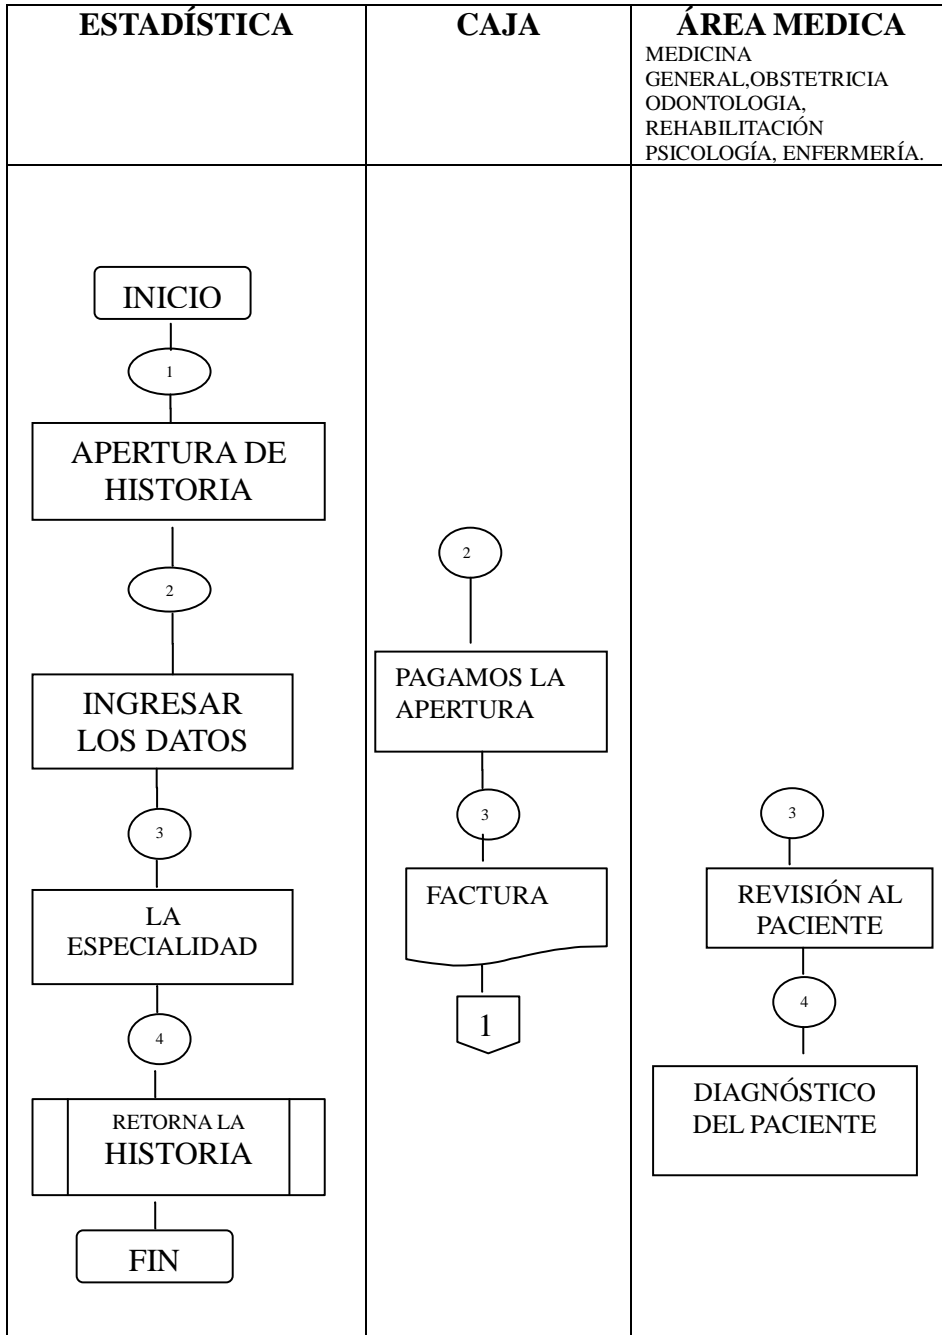 ESTADÍSTICA
CAJA
ÁREA MEDICA
MEDICINA
GENERAL,OBSTETRICIA
ODONTOLOGIA,
REHABILITACIÓN
PSICOLOGÍA, ENFERMERÍA.
INICIO
1
APERTURA DE
HISTORIA
2
INGRESAR
LOS DATOS
3
LA
ESPECIALIDAD
4
RETORNA LA
HISTORIA
FIN
2
PAGAMOS LA
APERTURA
3
FACTURA
1
3
REVISIÓN AL
PACIENTE
4
DIAGNÓSTICO
DEL PACIENTE